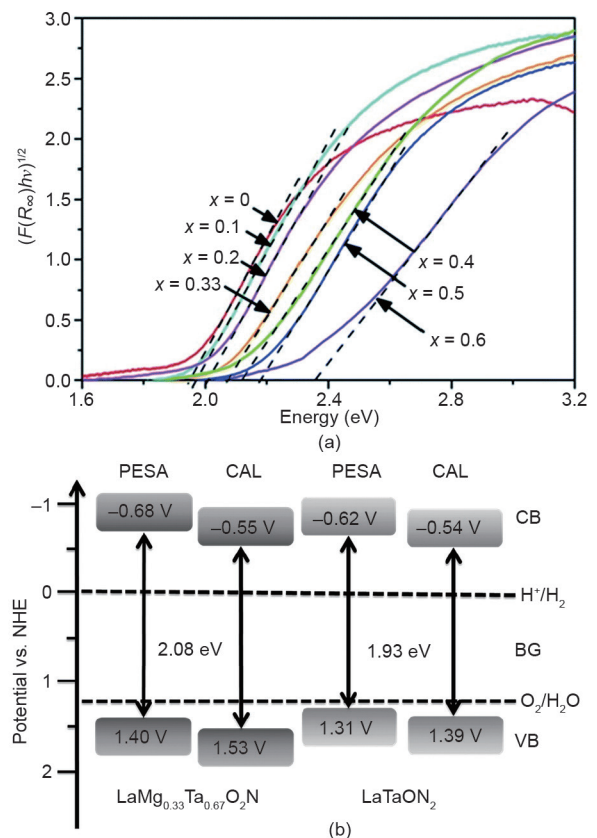 3.0
2.5
2.0
1.5
1.0
0.5
0.0
(F(R∞)hν)^1/2
x = 0
x = 0.1
x = 0.2
x = 0.33
x = 0.4
x = 0.5
x = 0.6
1.6 2.0 2.4 2.8 3.2
Energy (eV)
(a)
PESA CAL PESA CAL
Potential vs. NHE
–1
0
1
2
–0.68 V –0.55 V –0.62 V –0.54 V CB
H⁺/H₂
2.08 eV 1.93 eV BG
O₂/H₂O
1.40 V 1.53 V 1.31 V 1.39 V VB
LaMg₀.₃₃Ta₀.₆₇O₂N LaTaON₂
(b)